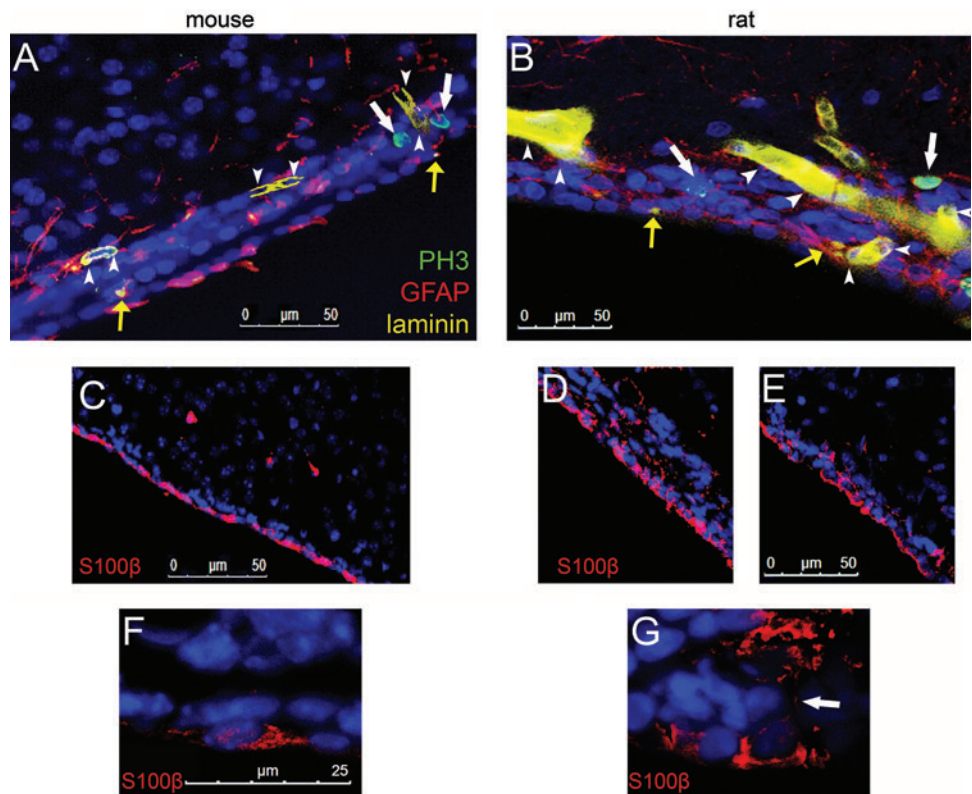 mouse
rat
A
B
PH3
GFAP
laminin
0 µm 50
0 µm 50
C
D
E
S100β
0 µm 50
S100β
0 µm 50
F
G
S100β
µm 25
S100β